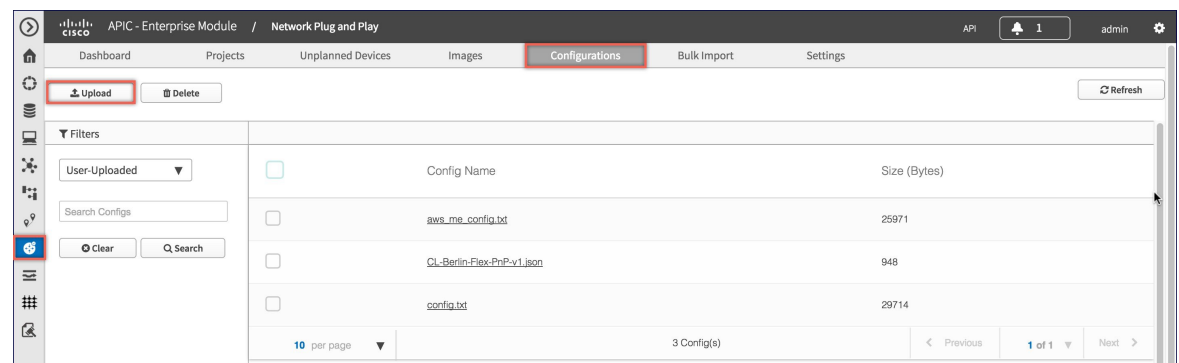 CISCO APIC - Enterprise Module / Network Plug and Play API 1 admin
Dashboard Projects Unplanned Devices Images Configurations Bulk Import Settings
Upload Delete Refresh
Filters
User-Uploaded Config Name Size (Bytes)
Search Configs aws_me_config.txt 25971
Clear Search
CL-Berlin-Flex-PnP-v1.json 948
config.txt 29714
10 per page 3 Config(s) Previous 1 of 1 Next